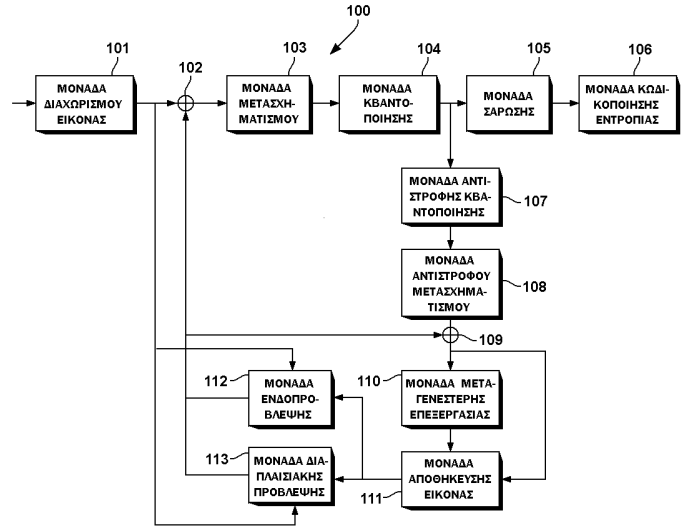 100
101
ΜΟΝΑΔΑ
ΔΙΑΧΩΡΙΣΜΟΥ
ΕΙΚΟΝΑΣ
102
103
ΜΟΝΑΔΑ
ΜΕΤΑΣΧΗ-
ΜΑΤΙΣΜΟΥ
104
ΜΟΝΑΔΑ
ΚΒΑΝΤΟ-
ΠΟΙΗΣΗΣ
105
ΜΟΝΑΔΑ
ΣΑΡΩΣΗΣ
106
ΜΟΝΑΔΑ ΚΩΔΙ-
ΚΟΠΟΙΗΣΗΣ
ΕΝΤΡΟΠΙΑΣ
ΜΟΝΑΔΑ ΑΝΤΙ-
ΣΤΡΟΦΗΣ ΚΒΑ-
ΝΤΟΠΟΙΗΣΗΣ
107
ΜΟΝΑΔΑ
ΑΝΤΙΣΤΡΟΦΟΥ
ΜΕΤΑΣΧΗΜΑ-
ΤΙΣΜΟΥ
108
109
112
ΜΟΝΑΔΑ
ΕΝΔΟΠΡΟ-
ΒΛΕΨΗΣ
110
ΜΟΝΑΔΑ ΜΕΤΑ-
ΓΕΝΕΣΤΕΡΗΣ
ΕΠΕΞΕΡΓΑΣΙΑΣ
113
ΜΟΝΑΔΑ ΔΙΑ-
ΠΛΑΙΣΙΑΚΗΣ
ΠΡΟΒΛΕΨΗΣ
111
ΜΟΝΑΔΑ
ΑΠΟΘΗΚΕΥΣΗΣ
ΕΙΚΟΝΑΣ